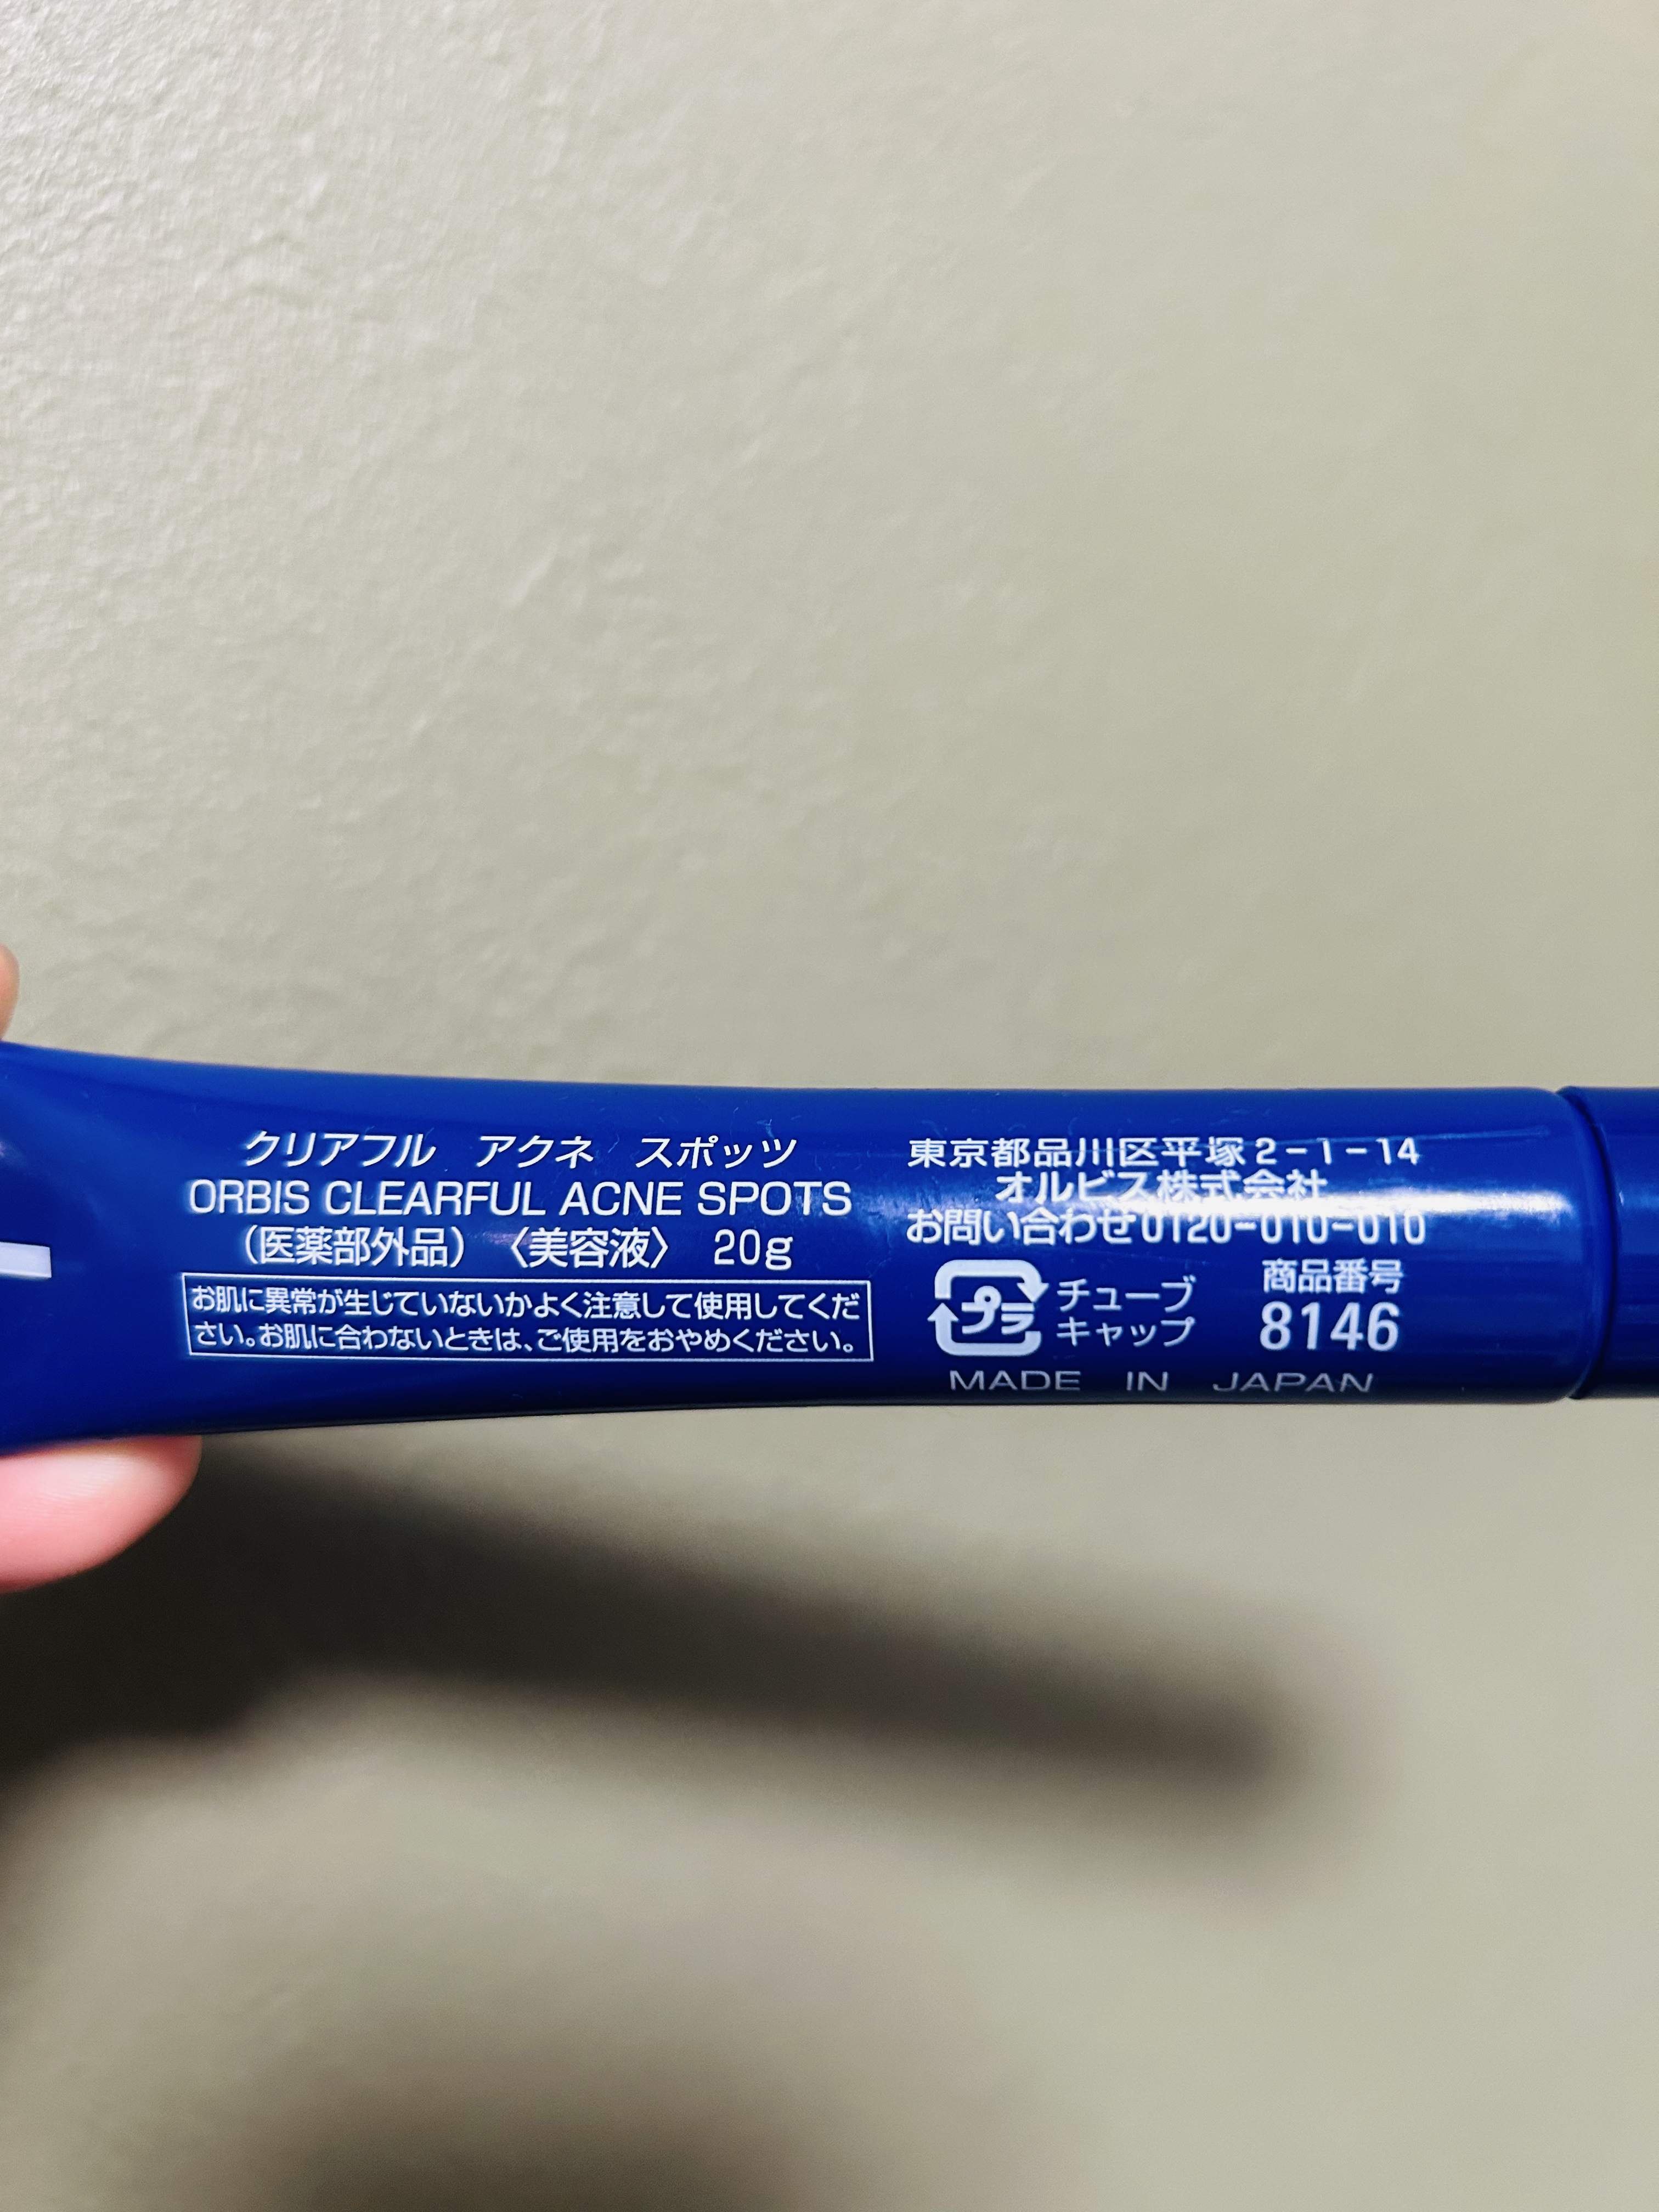 クリアフル　アクネ　スポッツ
ORBIS CLEARFUL ACNE SPOTS
（医薬部外品）〈美容液〉　20g
お肌に異常が生じていないかよく注意して使用してくだ
さい。お肌に合わないときは、ご使用をおやめください。
東京都品川区平塚2-1-14
オルビス株式会社
お問い合わせ0120-010-010
プラ
チューブ
キャップ
商品番号
8146
MADE IN JAPAN